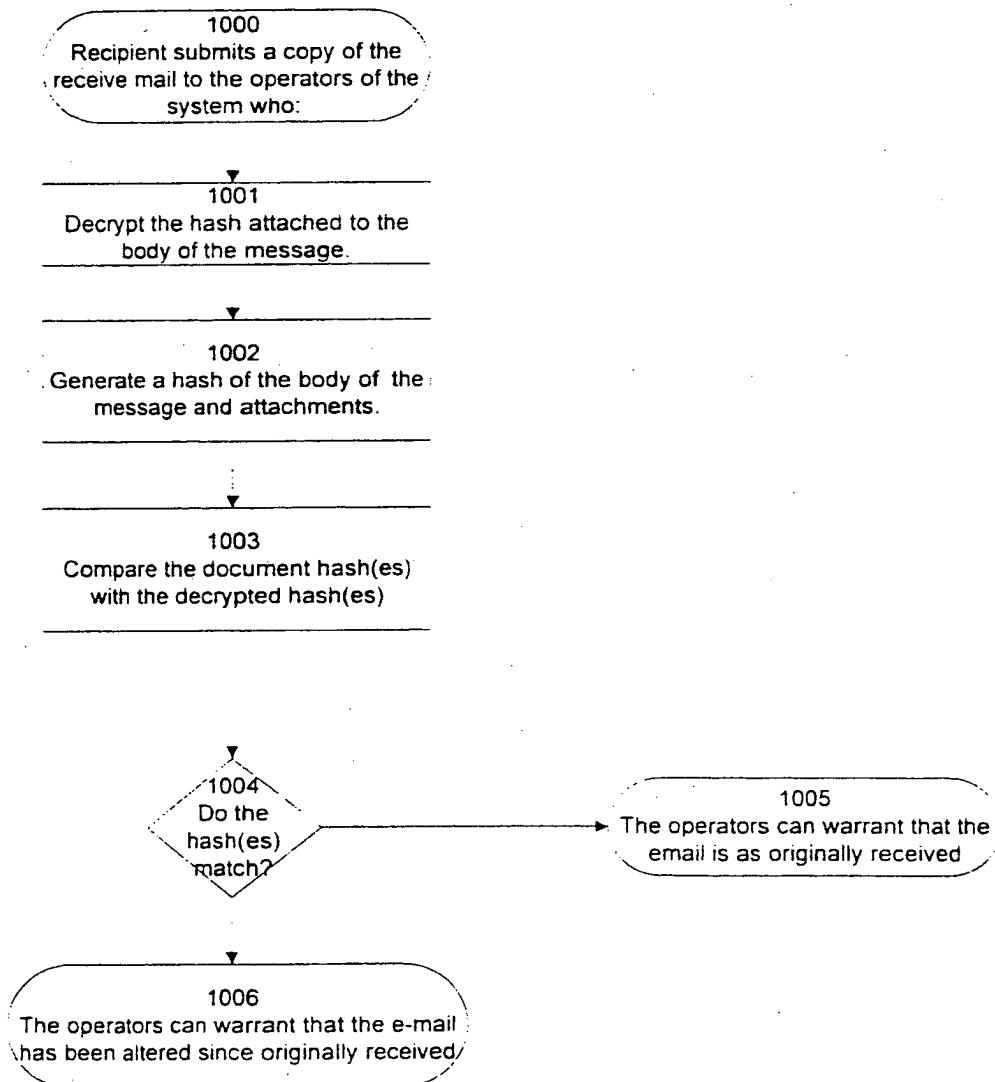 1000
Recipient submits a copy of the
receive mail to the operators of the
system who:
1001
Decrypt the hash attached to the
body of the message.
1002
Generate a hash of the body of the
message and attachments.
1003
Compare the document hash(es)
with the decrypted hash(es)
1004
Do the
hash(es)
match?
1005
The operators can warrant that the
email is as originally received
1006
The operators can warrant that the e-mail
has been altered since originally received